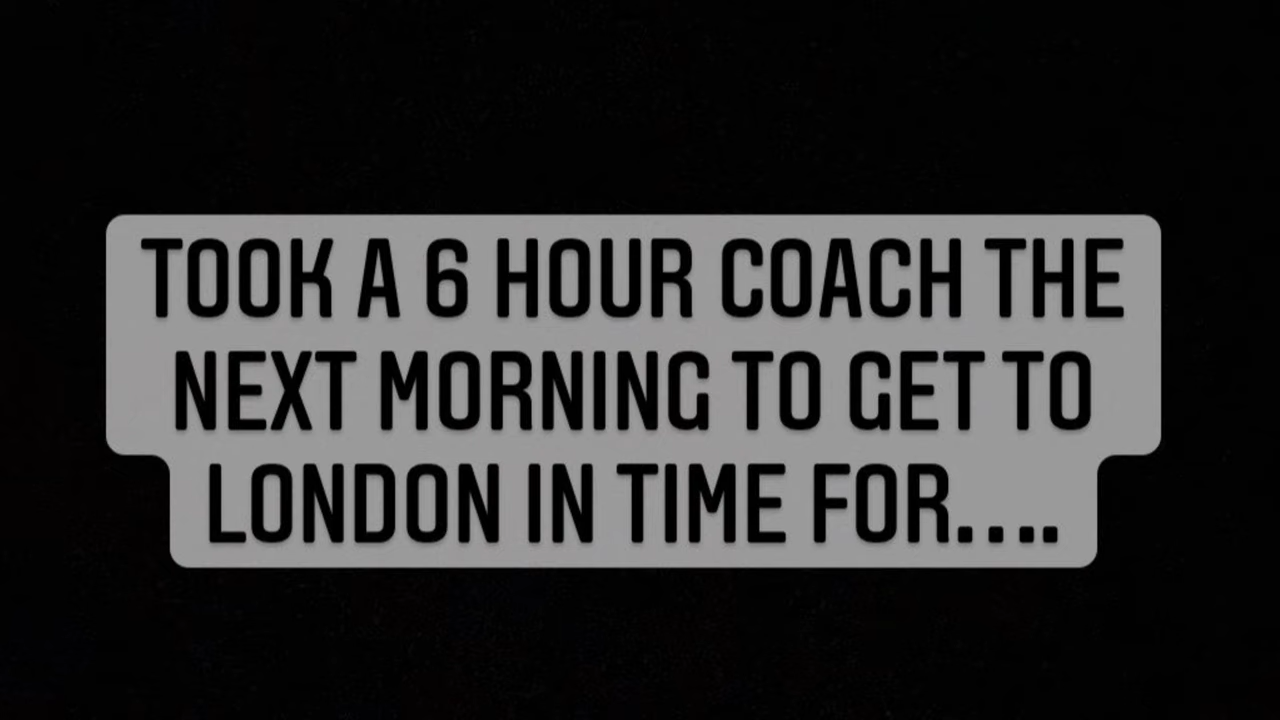 TOOK A 6 HOUR COACH THE
NEXT MORNING TO GET TO
LONDON IN TIME FOR....